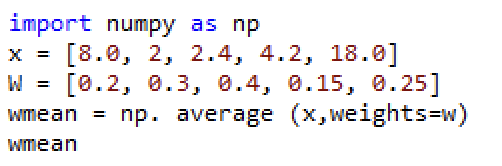 import numpy as np
x = [8.0, 2, 2.4, 4.2, 18.0]
W = [0.2, 0.3, 0.4, 0.15, 0.25]
wmean = np. average (x,weights=w)
wmean